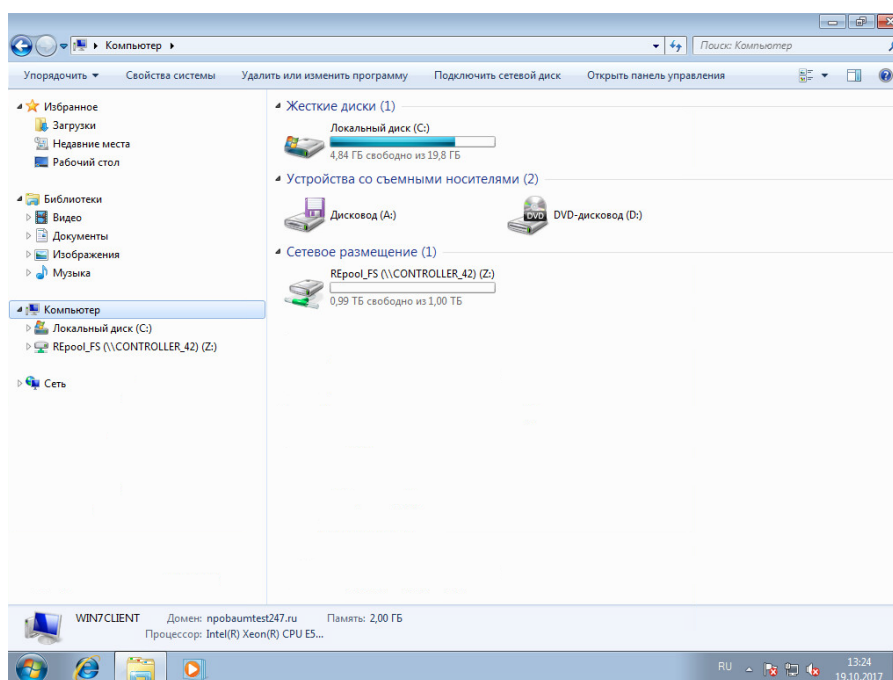 Компьютер
Поиск: Компьютер
Упорядочить Свойства системы Удалить или изменить программу Подключить сетевой диск Открыть панель управления
Избранное
Загрузки
Недавние места
Рабочий стол
Библиотеки
Видео
Документы
Изображения
Музыка
Компьютер
Локальный диск (C:)
REpool_FS (\\CONTROLLER_42) (Z:)
Сеть
Жесткие диски (1)
Локальный диск (C:)
4,84 ГБ свободно из 19,8 ГБ
Устройства со съемными носителями (2)
Дисковод (A:)
DVD
DVD-дисковод (D:)
Сетевое размещение (1)
REpool_FS (\\CONTROLLER_42) (Z:)
0,99 ТБ свободно из 1,00 ТБ
WIN7CLIENT Домен: npobaumtest247.ru Память: 2,00 ГБ
Процессор: Intel(R) Xeon(R) CPU E5...
RU
13:24
19.10.2017